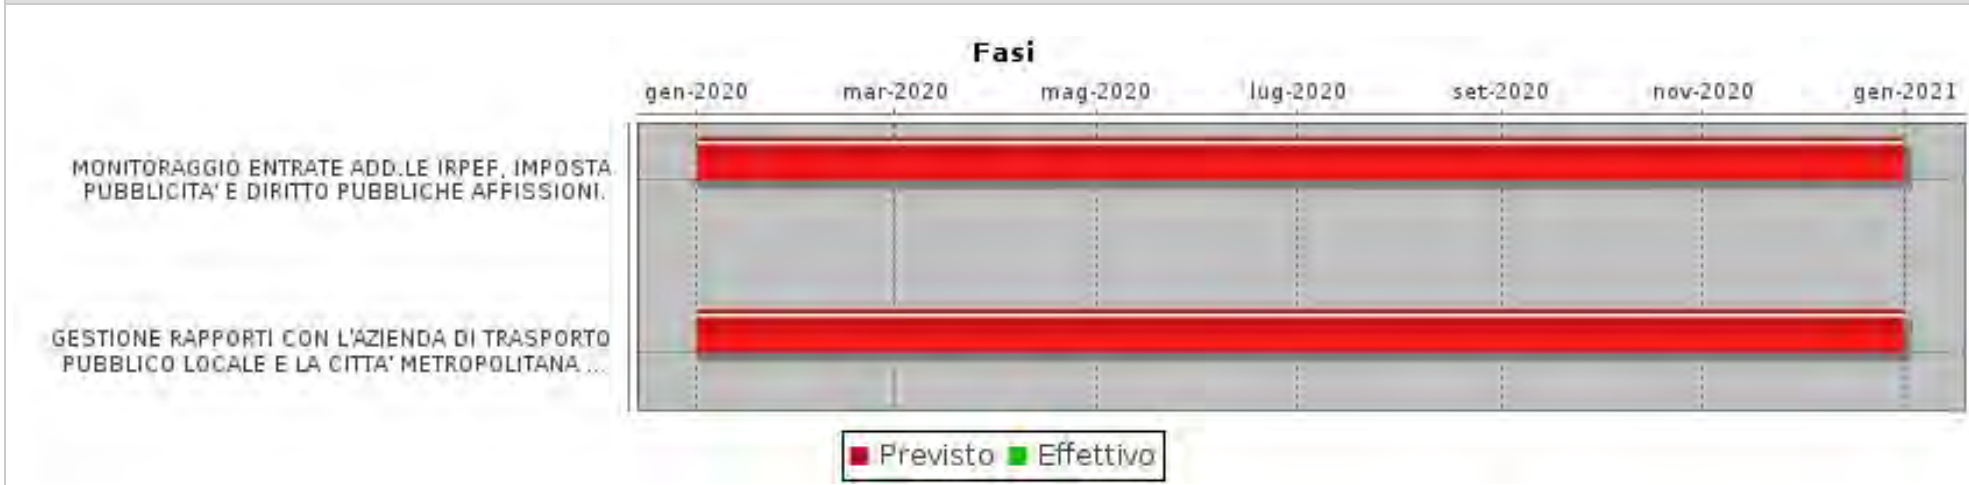 Fasi
gen-2020 mar-2020 mag-2020 lug-2020 set-2020 nov-2020 gen-2021
MONITORAGGIO ENTRATE ADD.LE IRPEF, IMPOSTA
PUBBLICITA' E DIRITTO PUBBLICHE AFFISSIONI.
GESTIONE RAPPORTI CON L'AZIENDA DI TRASPORTO
PUBBLICO LOCALE E LA CITTA' METROPOLITANA ...
Previsto Effettivo